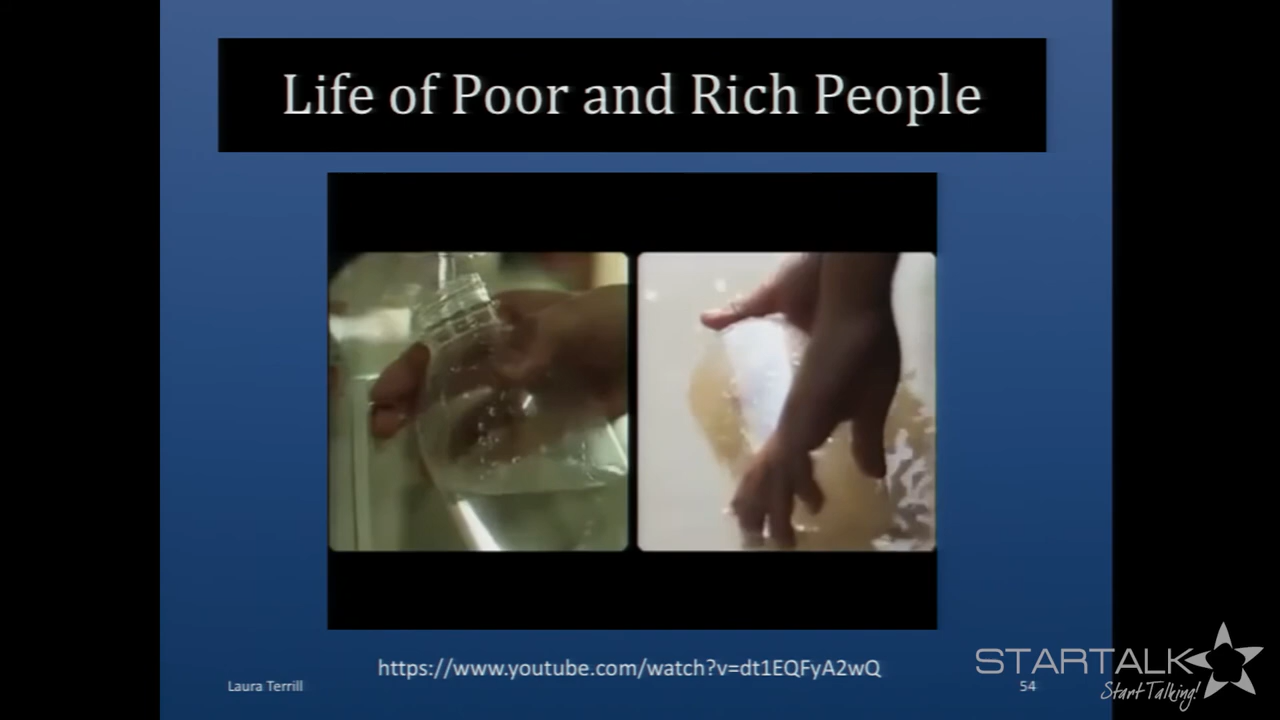 Life of Poor and Rich People
https://www.youtube.com/watch?v=dt1EQFyA2wQ
Laura Terrill
54
STARTALK
Start Talking!